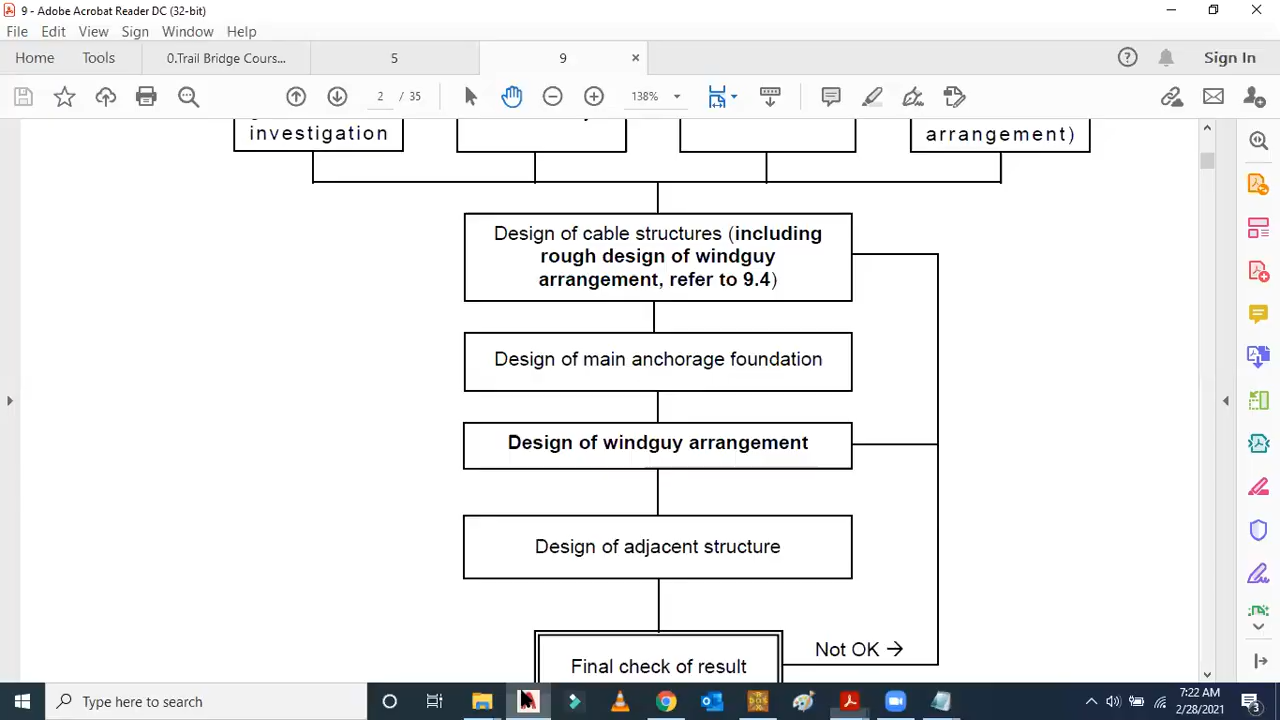 9 - Adobe Acrobat Reader DC (32-bit)
File Edit View Sign Window Help
Home Tools 0.Trail Bridge Cours... 5 9 × Sign In
2 / 35 138%
investigation
arrangement)
Design of cable structures (including
rough design of windguy
arrangement, refer to 9.4)
Design of main anchorage foundation
Design of windguy arrangement
Design of adjacent structure
Not OK →
Final check of result
Type here to search
7:22 AM
2/28/2021
3